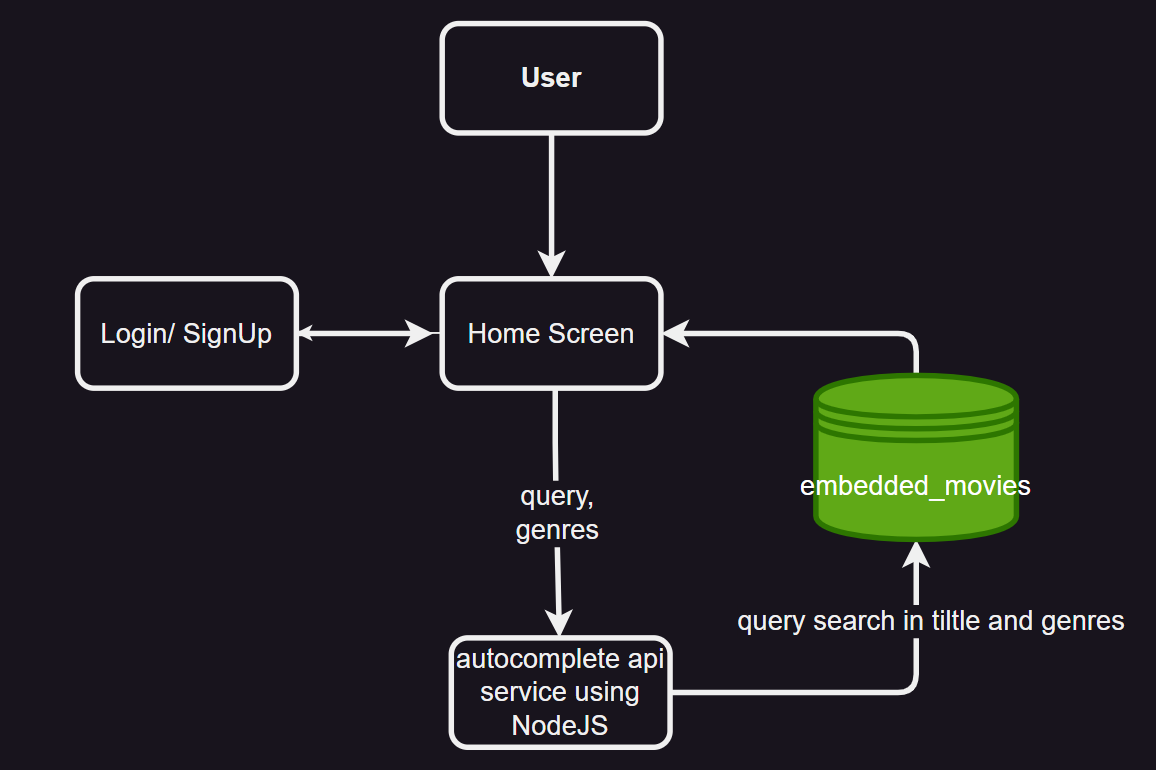 User
Login/ SignUp
Home Screen
query,
genres
embedded_movies
query search in tiltle and genres
autocomplete api
service using
NodeJS